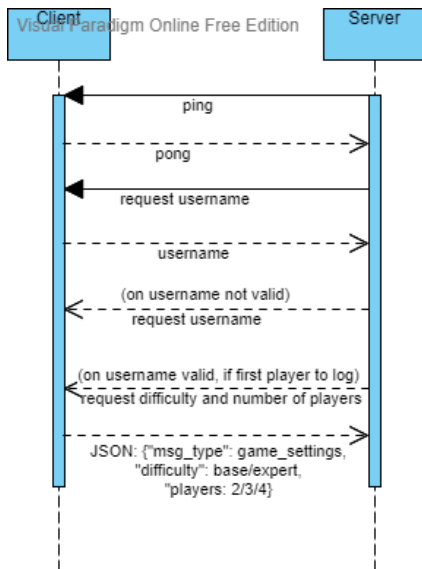 Visual Paradigm Online Free Edition
Client
Server
ping
pong
request username
username
(on username not valid)
request username
(on username valid, if first player to log)
request difficulty and number of players
JSON: {"msg_type": game_settings,
"difficulty": base/expert,
"players: 2/3/4}